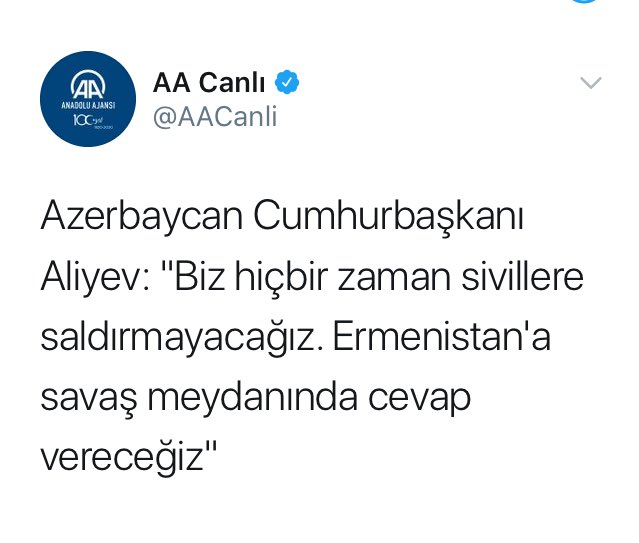 AA Canlı
@AACanli
AA
ANADOLU AJANSI
100.yıl
1920-2020
Azerbaycan Cumhurbaşkanı
Aliyev: "Biz hiçbir zaman sivillere
saldırmayacağız. Ermenistan'a
savaş meydanında cevap
vereceğiz"